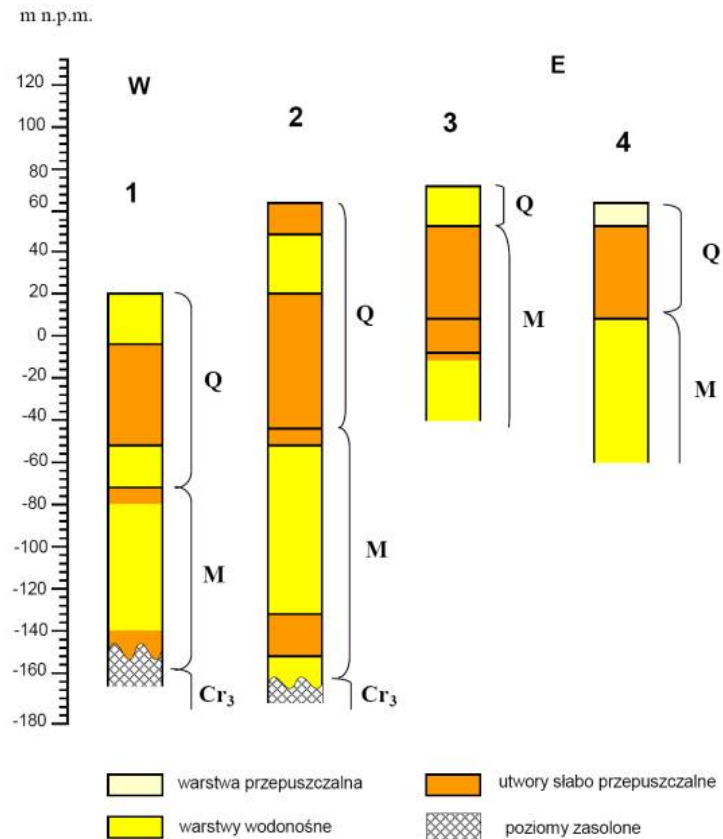 m n.p.m.
W
E
1
2
3
4
120
100
80
60
40
20
0
-20
-40
-60
-80
-100
-120
-140
-160
-180
Q
M
Cr3
Q
M
Cr3
Q
M
Q
M
warstwa przepuszczalna
utwory słabo przepuszczalne
warstwy wodonośne
poziomy zasolone